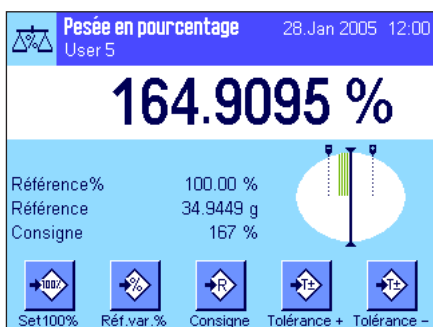 Pesée en pourcentage 28.Jan 2005 12:00
User 5
164.9095 %
Référence% 100.00 %
Référence 34.9449 g
Consigne 167 %
100% % R T± T±
Set100% Réf.var.% Consigne Tolérance + Tolérance −